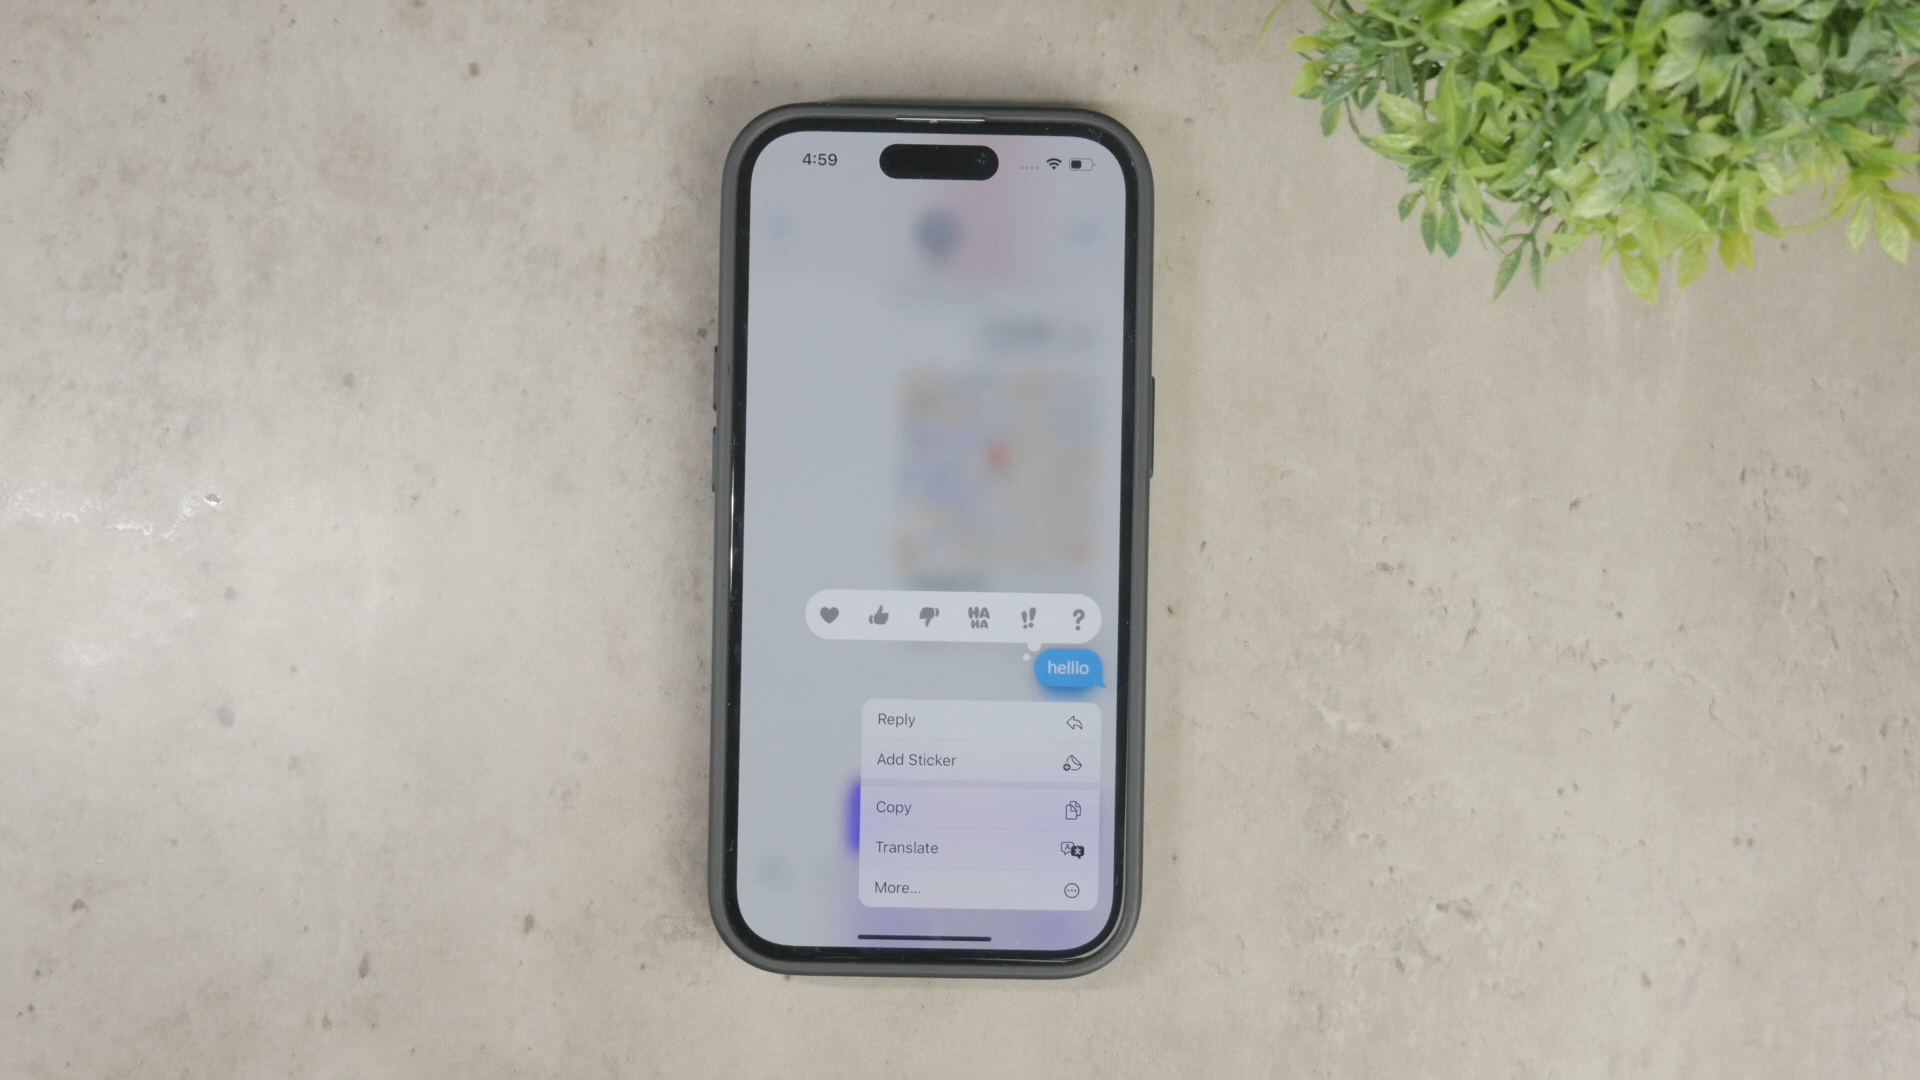 4:59
HA
HA
!!
?
helllo
Reply
Add Sticker
Copy
Translate
More...